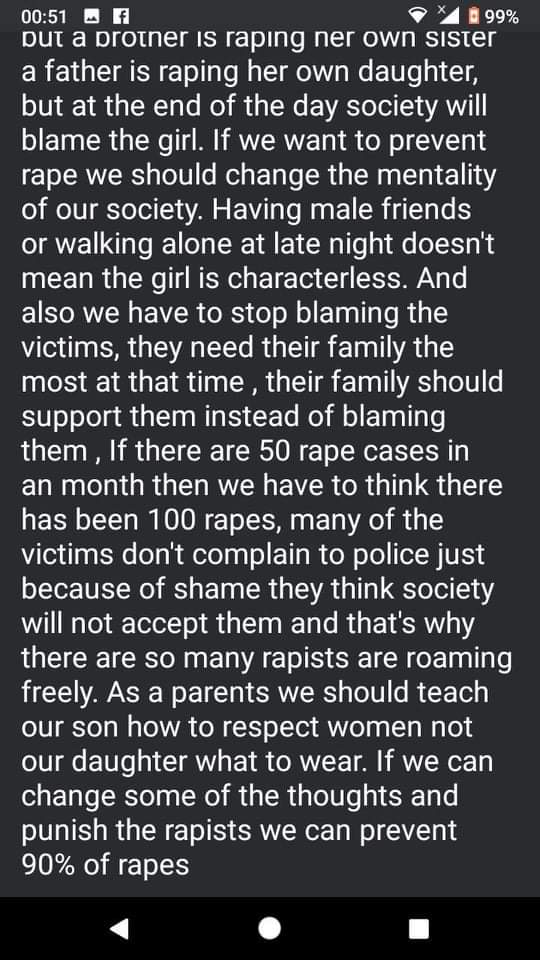 00:51 99%
but a brother is raping her own sister
a father is raping her own daughter,
but at the end of the day society will
blame the girl. If we want to prevent
rape we should change the mentality
of our society. Having male friends
or walking alone at late night doesn't
mean the girl is characterless. And
also we have to stop blaming the
victims, they need their family the
most at that time , their family should
support them instead of blaming
them , If there are 50 rape cases in
an month then we have to think there
has been 100 rapes, many of the
victims don't complain to police just
because of shame they think society
will not accept them and that's why
there are so many rapists are roaming
freely. As a parents we should teach
our son how to respect women not
our daughter what to wear. If we can
change some of the thoughts and
punish the rapists we can prevent
90% of rapes